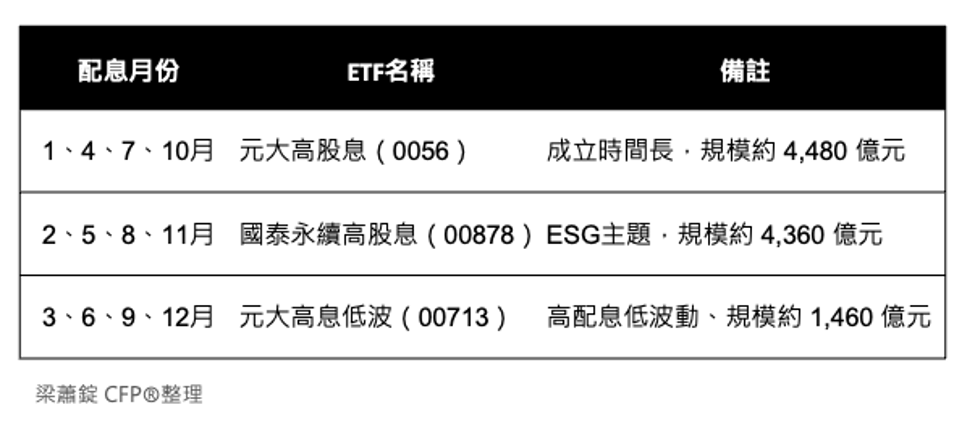 配息月份 ETF名稱 備註
1、4、7、10月 元大高股息（0056） 成立時間長，規模約 4,480 億元
2、5、8、11月 國泰永續高股息（00878） ESG主題，規模約 4,360 億元
3、6、9、12月 元大高息低波（00713） 高配息低波動、規模約 1,460 億元
梁蕭錠 CFP®整理